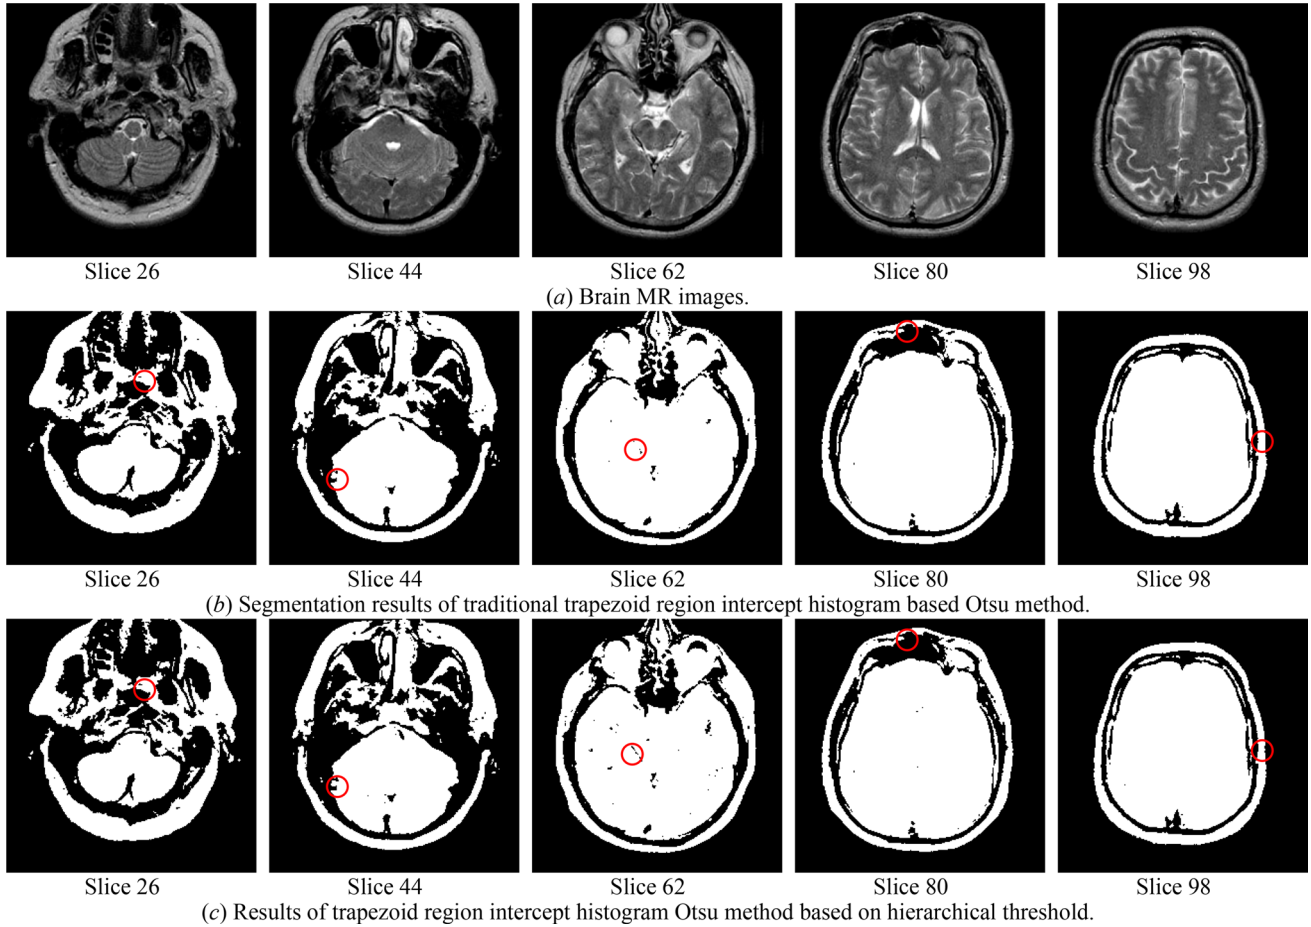 Slice 26 Slice 44 Slice 62 Slice 80 Slice 98
(a) Brain MR images.
Slice 26 Slice 44 Slice 62 Slice 80 Slice 98
(b) Segmentation results of traditional trapezoid region intercept histogram based Otsu method.
Slice 26 Slice 44 Slice 62 Slice 80 Slice 98
(c) Results of trapezoid region intercept histogram Otsu method based on hierarchical threshold.